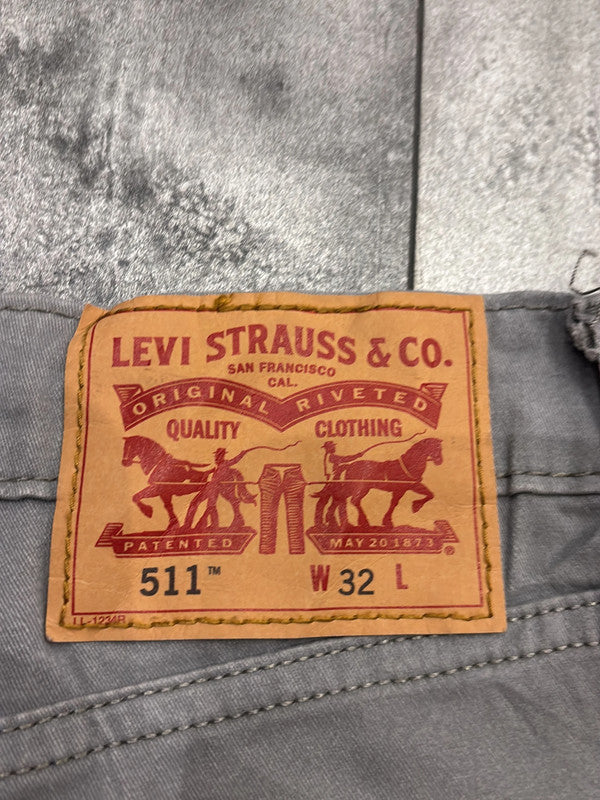 LEVI STRAUSS & CO.
SAN FRANCISCO
CAL.
ORIGINAL RIVETED
QUALITY CLOTHING
PATENTED MAY 20 1873 ®
511™ W 32 L